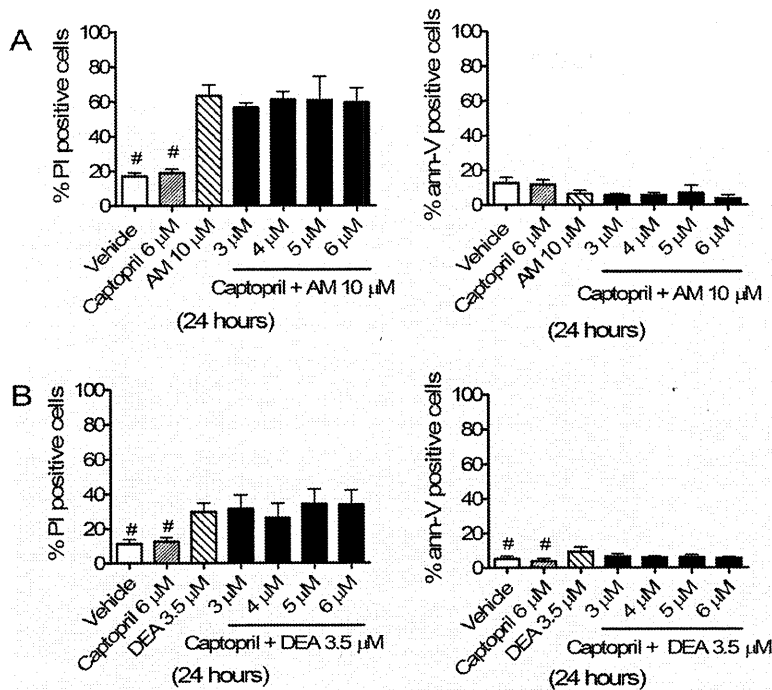 A
% PI positive cells
100
80
60
40
20
0
# #
Vehicle
Captopril 6 µM
AM 10 µM
3 µM
4 µM
5 µM
6 µM
Captopril + AM 10 µM
(24 hours)
% ann-V positive cells
100
80
60
40
20
0
Vehicle
Captopril 6 µM
AM 10 µM
3 µM
4 µM
5 µM
6 µM
Captopril + AM 10 µM
(24 hours)
B
% PI positive cells
100
80
60
40
20
0
# #
Vehicle
Captopril 6 µM
DEA 3.5 µM
3 µM
4 µM
5 µM
6 µM
Captopril + DEA 3.5 µM
(24 hours)
% ann-V positive cells
100
80
60
40
20
0
# #
Vehicle
Captopril 6 µM
DEA 3.5 µM
3 µM
4 µM
5 µM
6 µM
Captopril + DEA 3.5 µM
(24 hours)